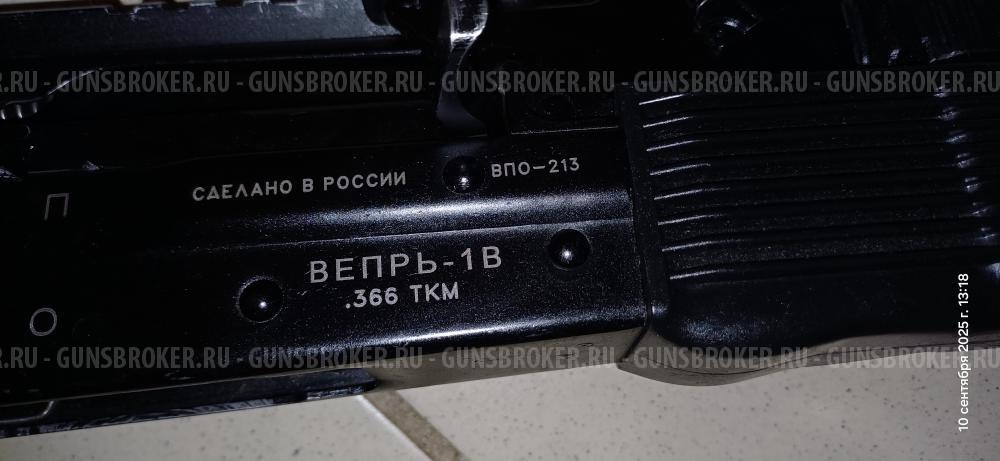 .RU - GUNSBROKER.RU - GUNSBROKER.RU - GUNSBROKER.RU - GUNSBROKER.RU - GUNSBROKER
СДЕЛАНО В РОССИИ
ВПО-213
П
ВЕПРЬ-1В
.366 ТКМ
О
.RU - GUNSBROKER.RU - GUNSBROKER.RU - GUNSBROKER.RU - GUNSBROKER.RU - GUNSBROKER
10 сентября 2025 г. 13:18